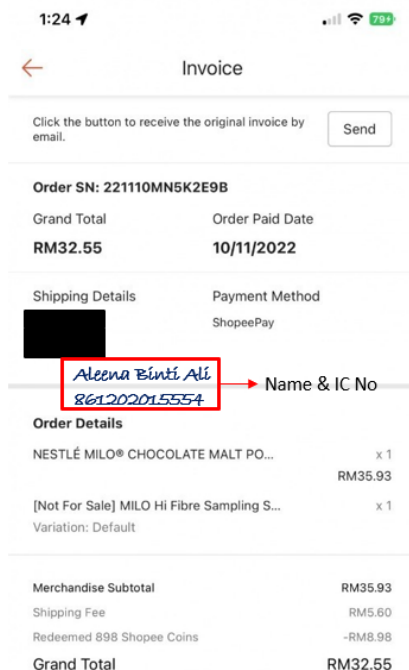 1:24
79+
Invoice
Click the button to receive the original invoice by
email.
Send
Order SN: 221110MN5K2E9B
Grand Total Order Paid Date
RM32.55 10/11/2022
Shipping Details Payment Method
ShopeePay
Aleena Binti Ali
861202015554
Name & IC No
Order Details
NESTLÉ MILO® CHOCOLATE MALT PO... x 1
RM35.93
[Not For Sale] MILO Hi Fibre Sampling S... x 1
Variation: Default
Merchandise Subtotal RM35.93
Shipping Fee RM5.60
Redeemed 898 Shopee Coins -RM8.98
Grand Total RM32.55